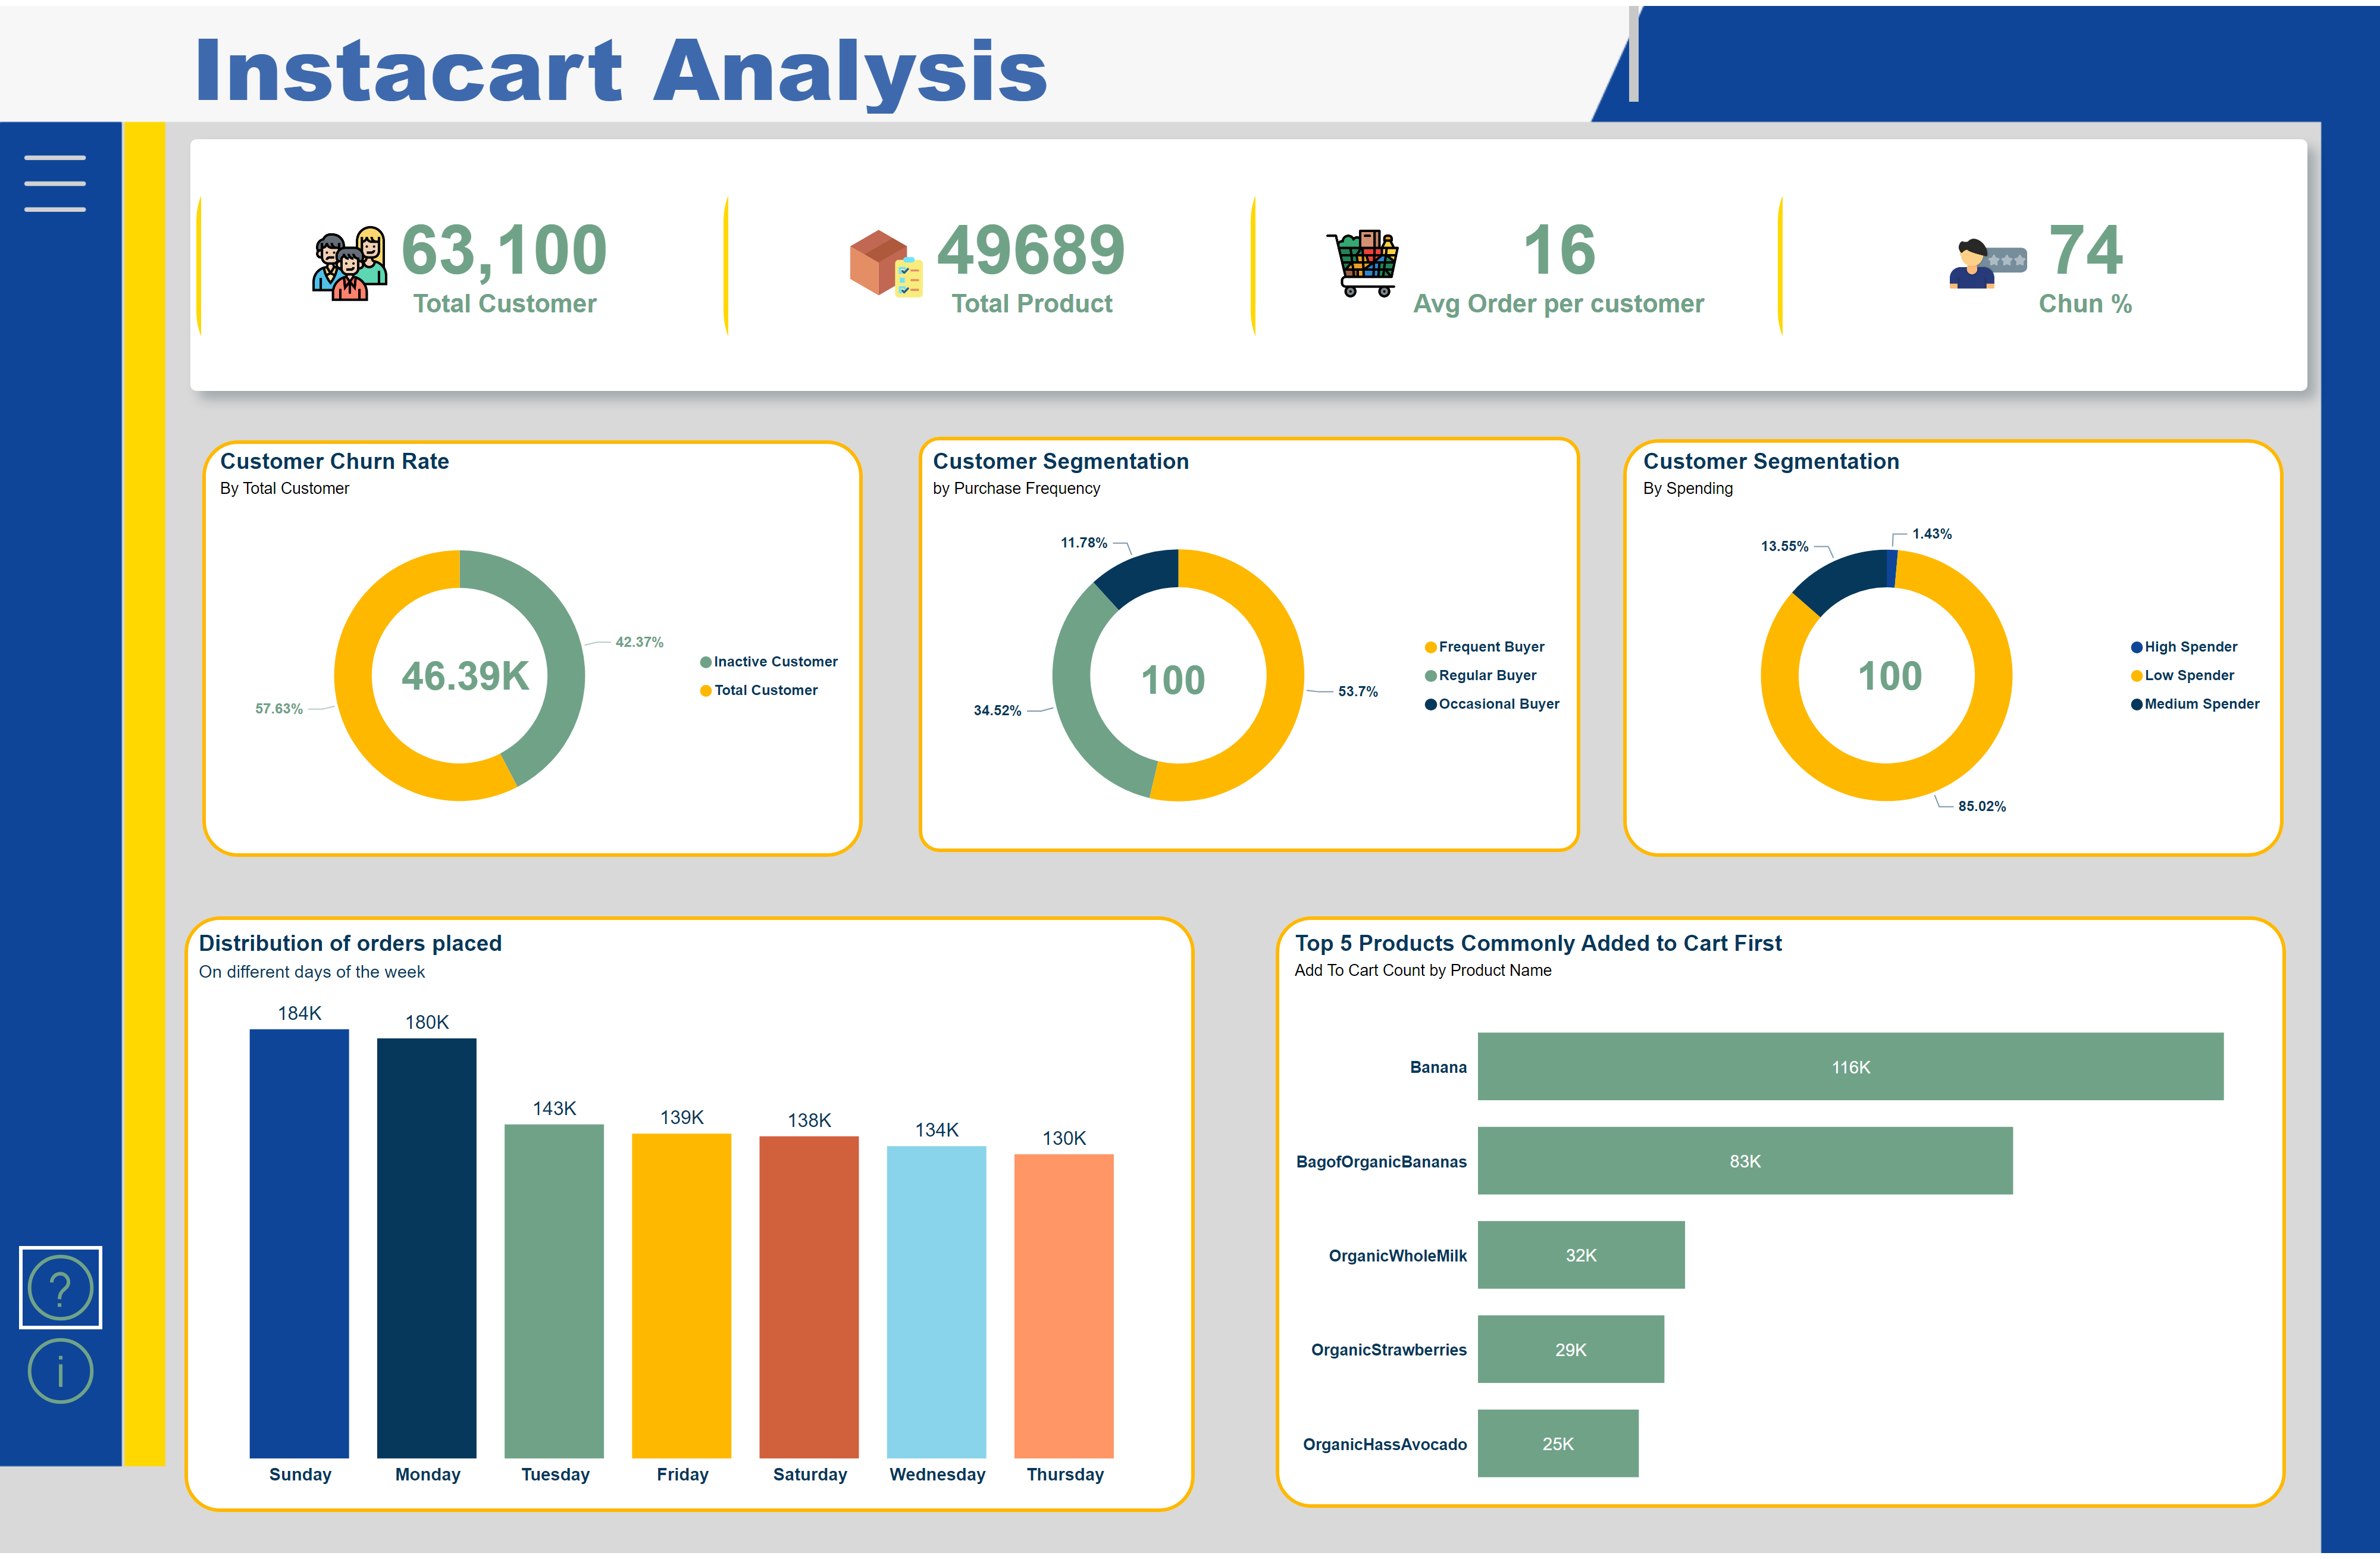 Instacart Analysis
63,100
Total Customer
49689
Total Product
16
Avg Order per customer
74
Chun %
Customer Churn Rate
By Total Customer
42.37%
57.63%
46.39K
Inactive Customer
Total Customer
Customer Segmentation
by Purchase Frequency
11.78%
34.52%
53.7%
100
Frequent Buyer
Regular Buyer
Occasional Buyer
Customer Segmentation
By Spending
13.55%
1.43%
85.02%
100
High Spender
Low Spender
Medium Spender
Distribution of orders placed
On different days of the week
184K
180K
143K
139K
138K
134K
130K
Sunday
Monday
Tuesday
Friday
Saturday
Wednesday
Thursday
Top 5 Products Commonly Added to Cart First
Add To Cart Count by Product Name
Banana
116K
BagofOrganicBananas
83K
OrganicWholeMilk
32K
OrganicStrawberries
29K
OrganicHassAvocado
25K
?
i